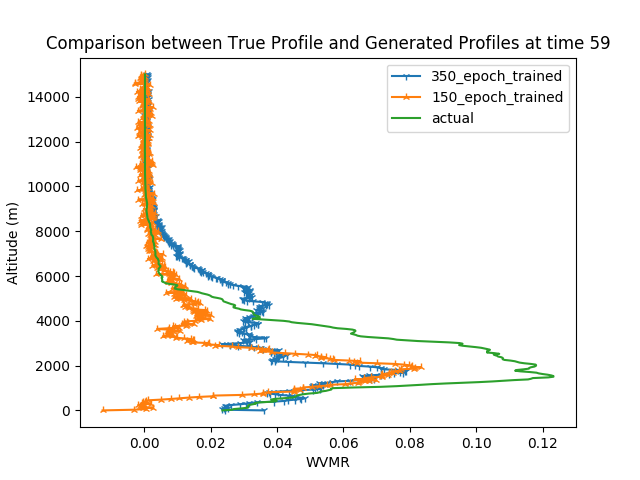 Comparison between True Profile and Generated Profiles at time 59
350_epoch_trained
150_epoch_trained
actual
Altitude (m)
14000
12000
10000
8000
6000
4000
2000
0
0.00 0.02 0.04 0.06 0.08 0.10 0.12
WVMR